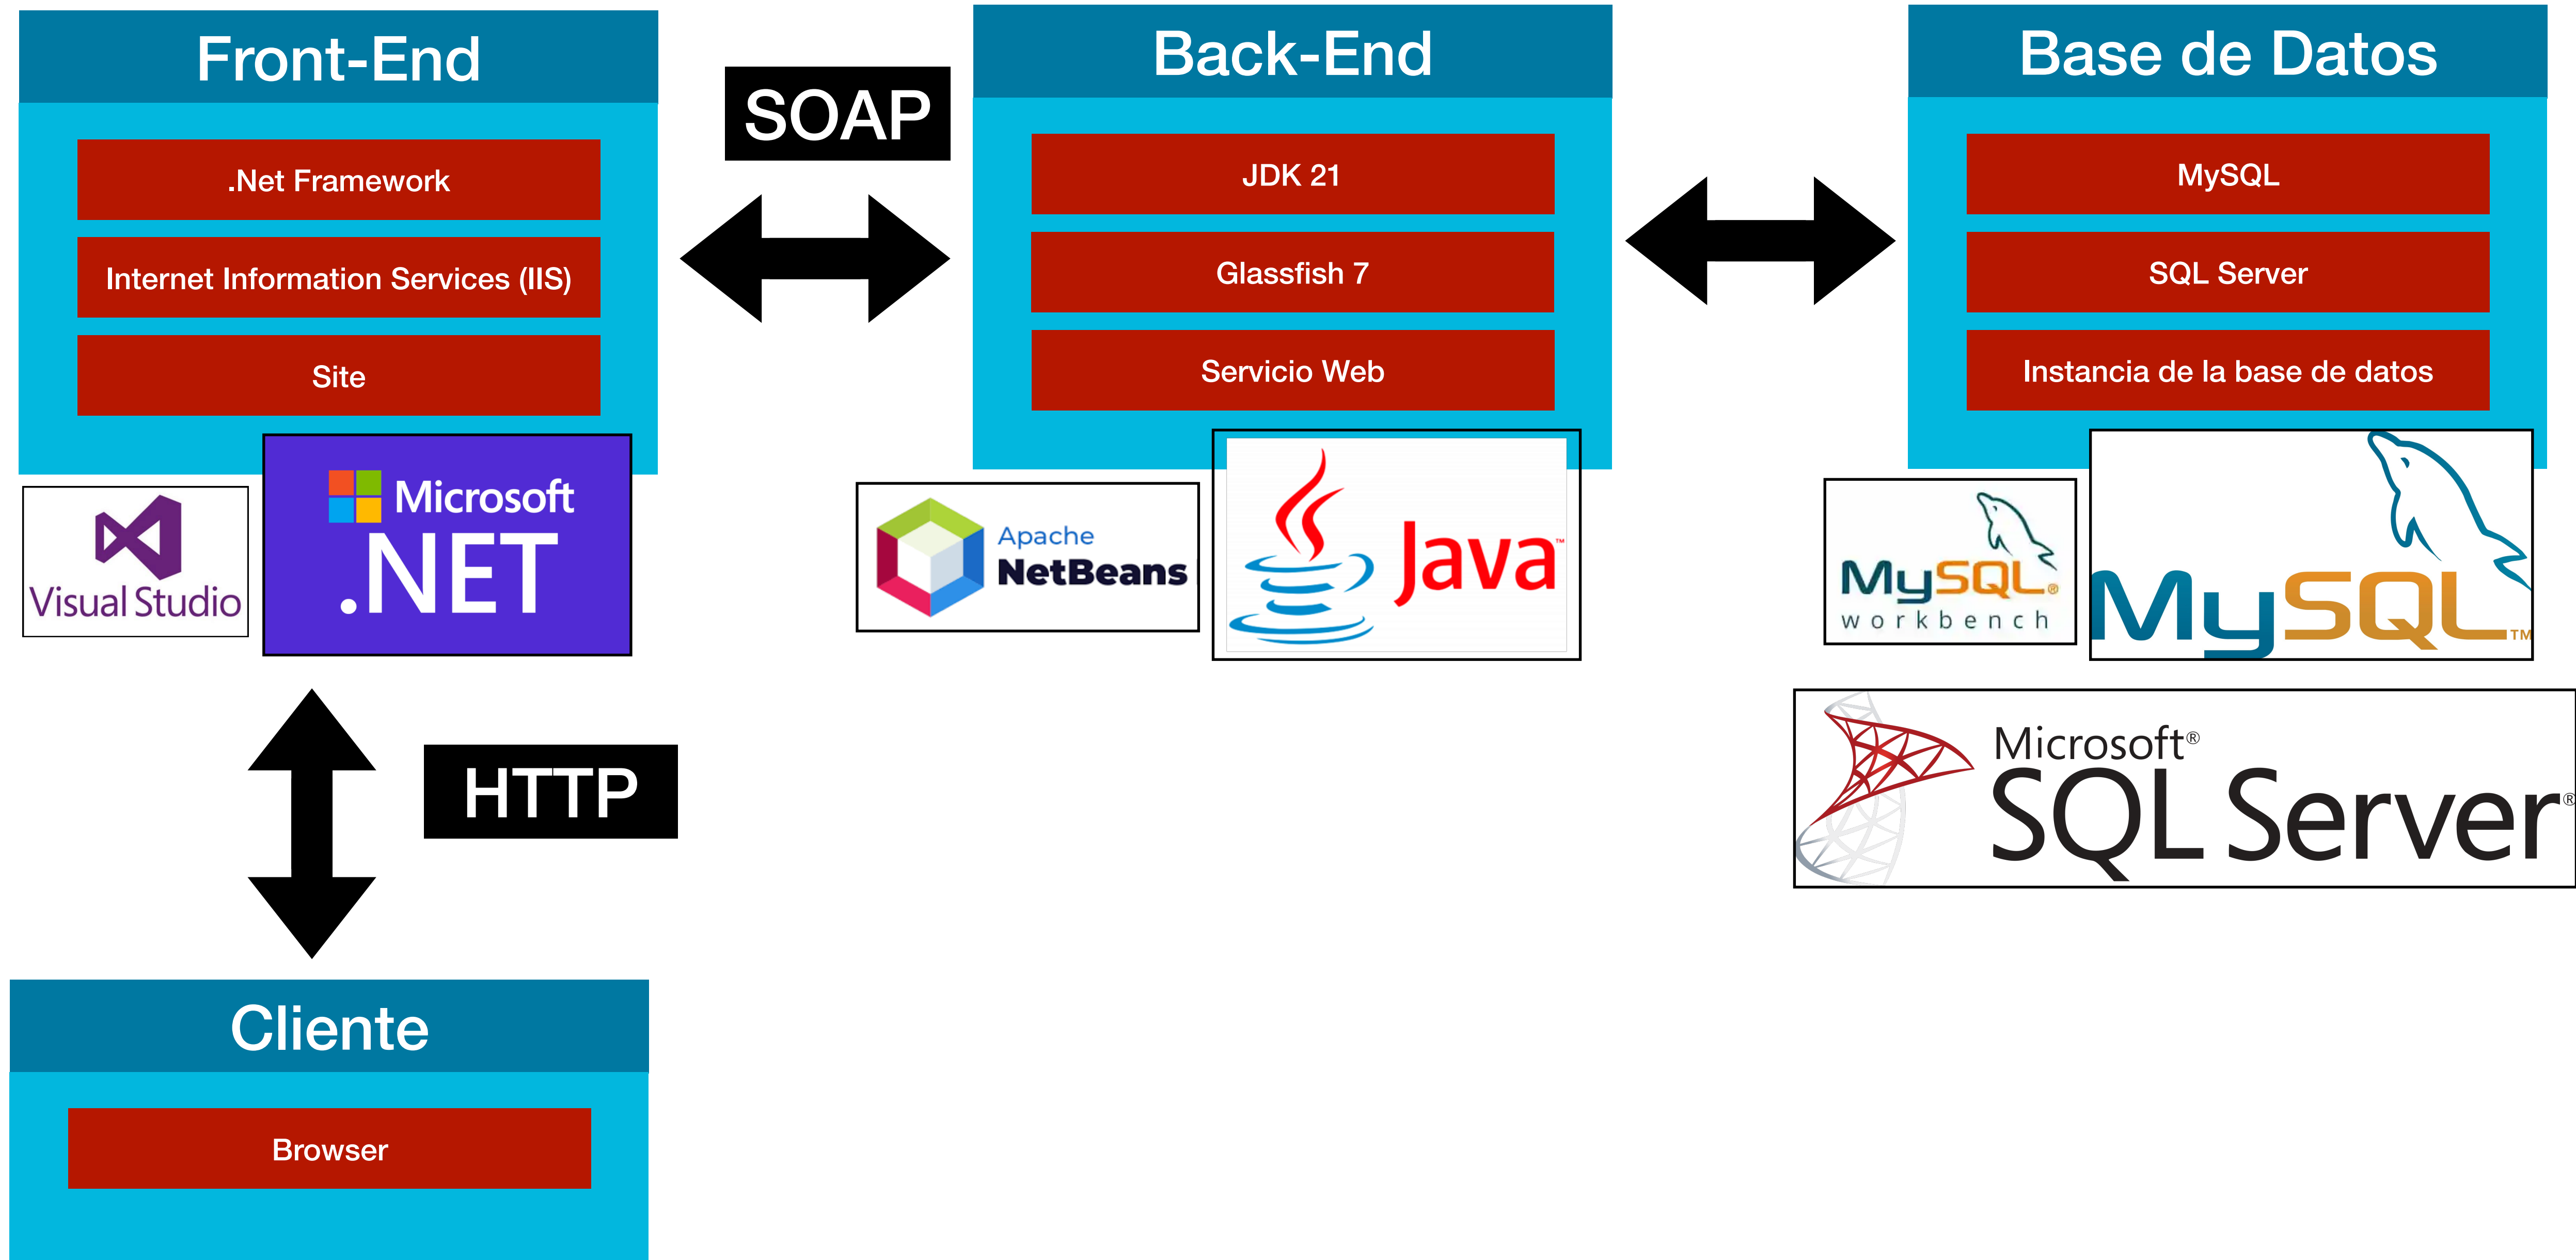 Front-End
.Net Framework
Internet Information Services (IIS)
Site
Visual Studio
Microsoft
.NET
SOAP
Back-End
JDK 21
Glassfish 7
Servicio Web
Apache
NetBeans
Java™
Base de Datos
MySQL
SQL Server
Instancia de la base de datos
MySQL®
workbench
MySQL™
Microsoft®
SQL Server®
HTTP
Cliente
Browser